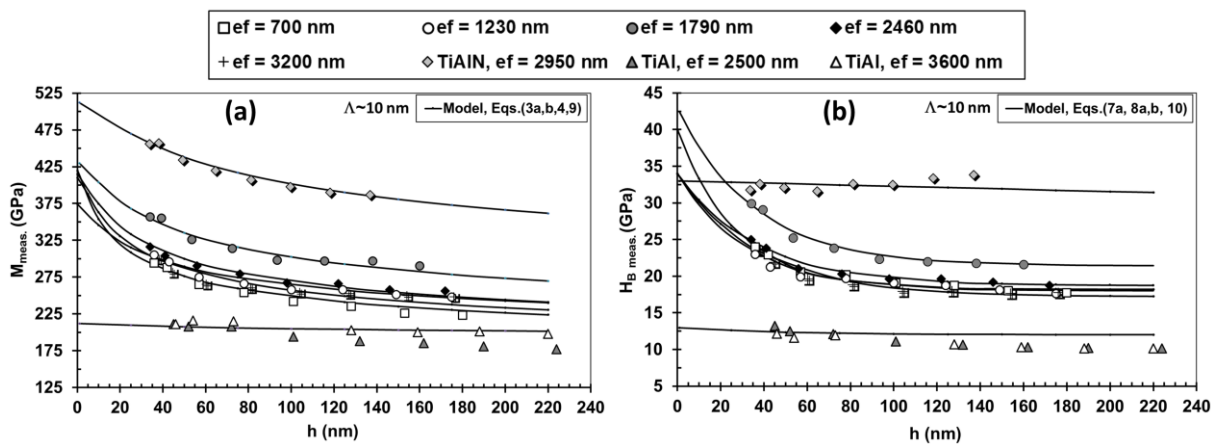 ef = 700 nm ef = 1230 nm ef = 1790 nm ef = 2460 nm
ef = 3200 nm TiAlN, ef = 2950 nm TiAl, ef = 2500 nm TiAl, ef = 3600 nm
(a) Λ~10 nm Model, Eqs.(3a,b,4,9)
525
475
425
375
325
275
225
175
125
M meas. (GPa)
0 20 40 60 80 100 120 140 160 180 200 220 240
h (nm)
(b) Λ~10 nm Model, Eqs.(7a, 8a,b, 10)
45
40
35
30
25
20
15
10
5
H B meas. (GPa)
0 20 40 60 80 100 120 140 160 180 200 220 240
h (nm)